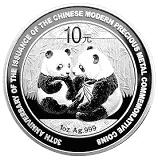 30TH ANNIVERSARY OF THE ISSUANCE OF THE CHINESE MODERN PRECIOUS METAL COMMEMORATIVE COINS
10元
1oz Ag.999